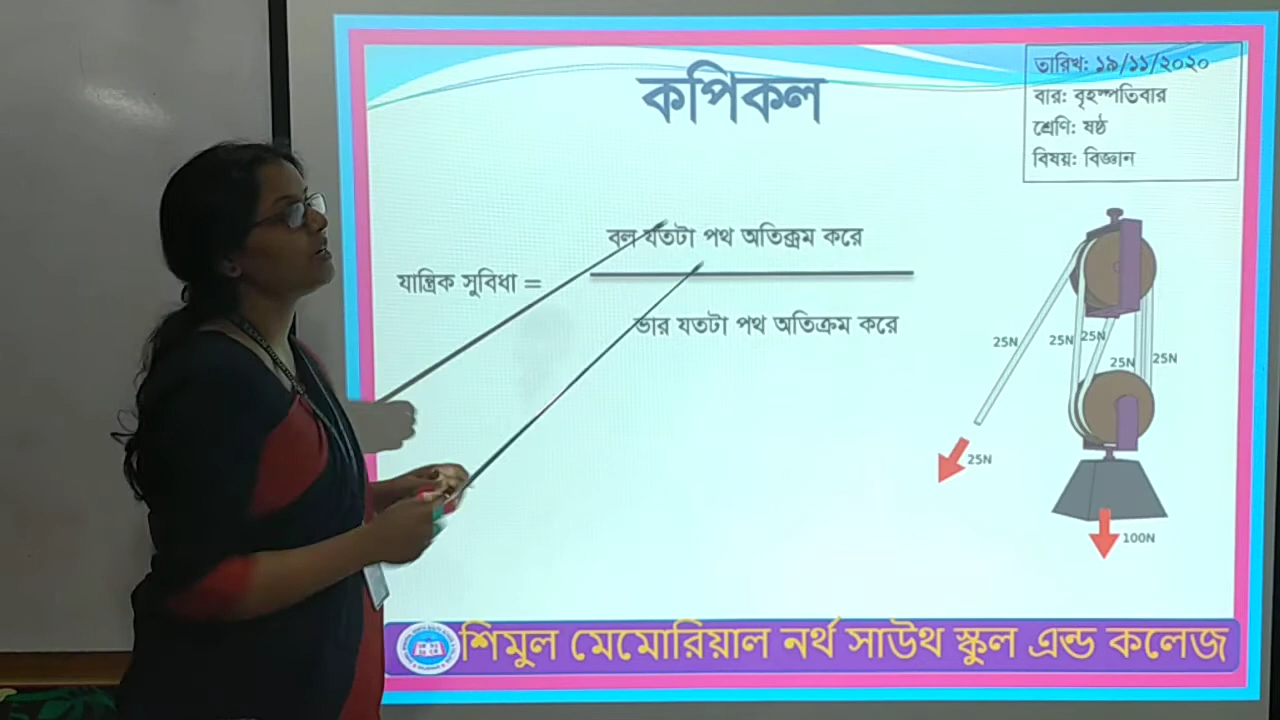 কপিকল
তারিখ: ১৯/১১/২০২০
বার: বৃহস্পতিবার
শ্রেণি: ষষ্ঠ
বিষয়: বিজ্ঞান
বল যতটা পথ অতিক্রম করে
যান্ত্রিক সুবিধা =
ভার যতটা পথ অতিক্রম করে
25N
25N
25N
25N
25N
25N
100N
শিমুল মেমোরিয়াল নর্থ সাউথ স্কুল এন্ড কলেজ